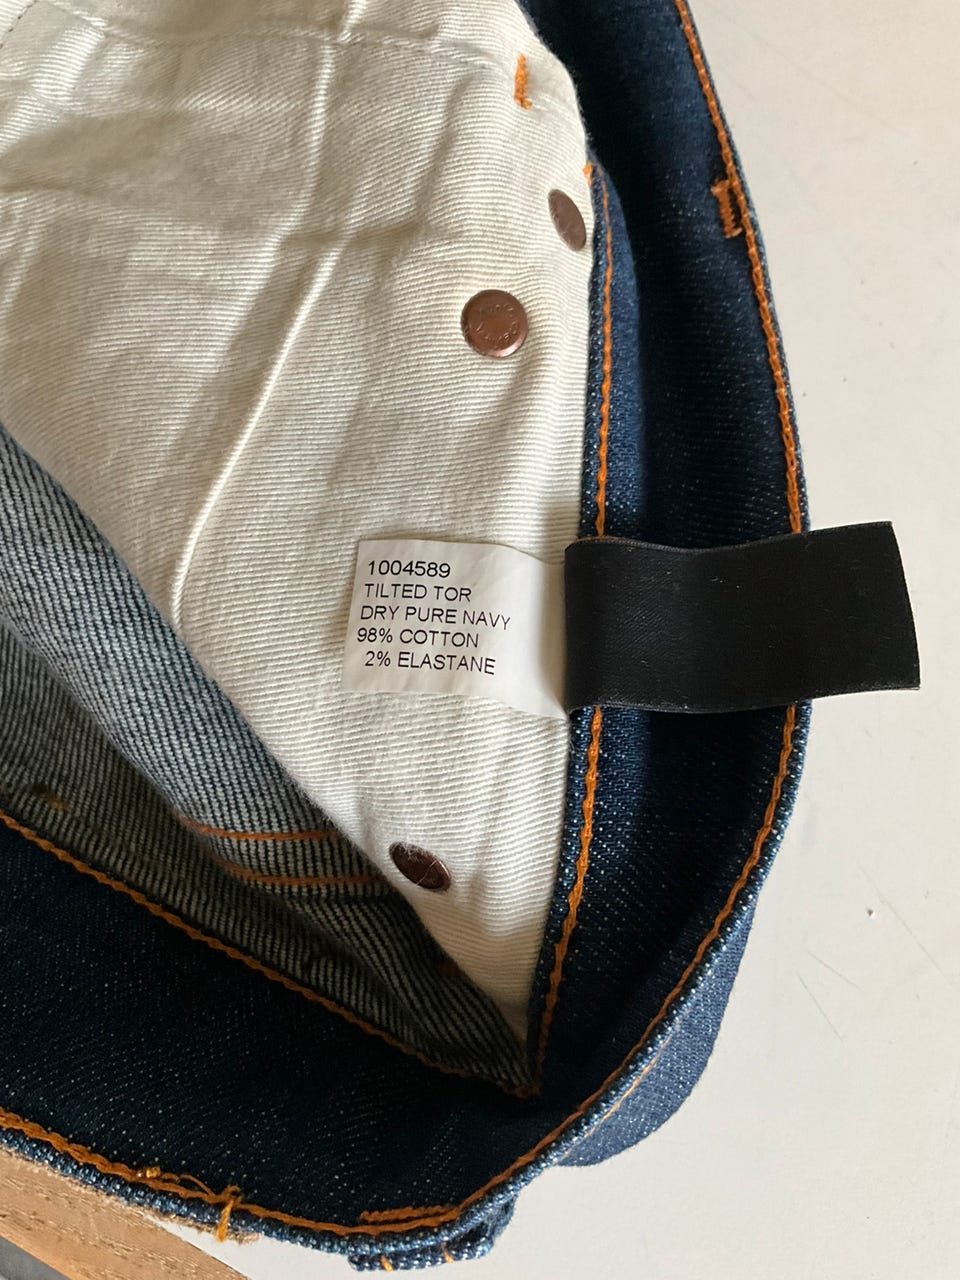 1004589
TILTED TOR
DRY PURE NAVY
98% COTTON
2% ELASTANE